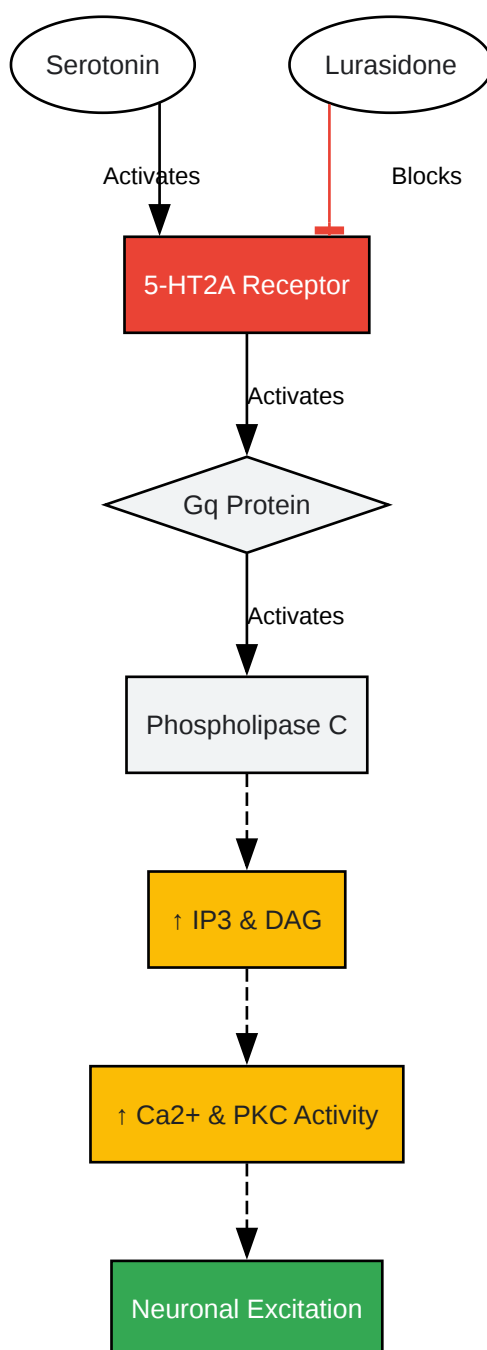 Serotonin
Lurasidone
Activates
Blocks
5-HT2A Receptor
Activates
Gq Protein
Activates
Phospholipase C
↑ IP3 & DAG
↑ Ca2+ & PKC Activity
Neuronal Excitation